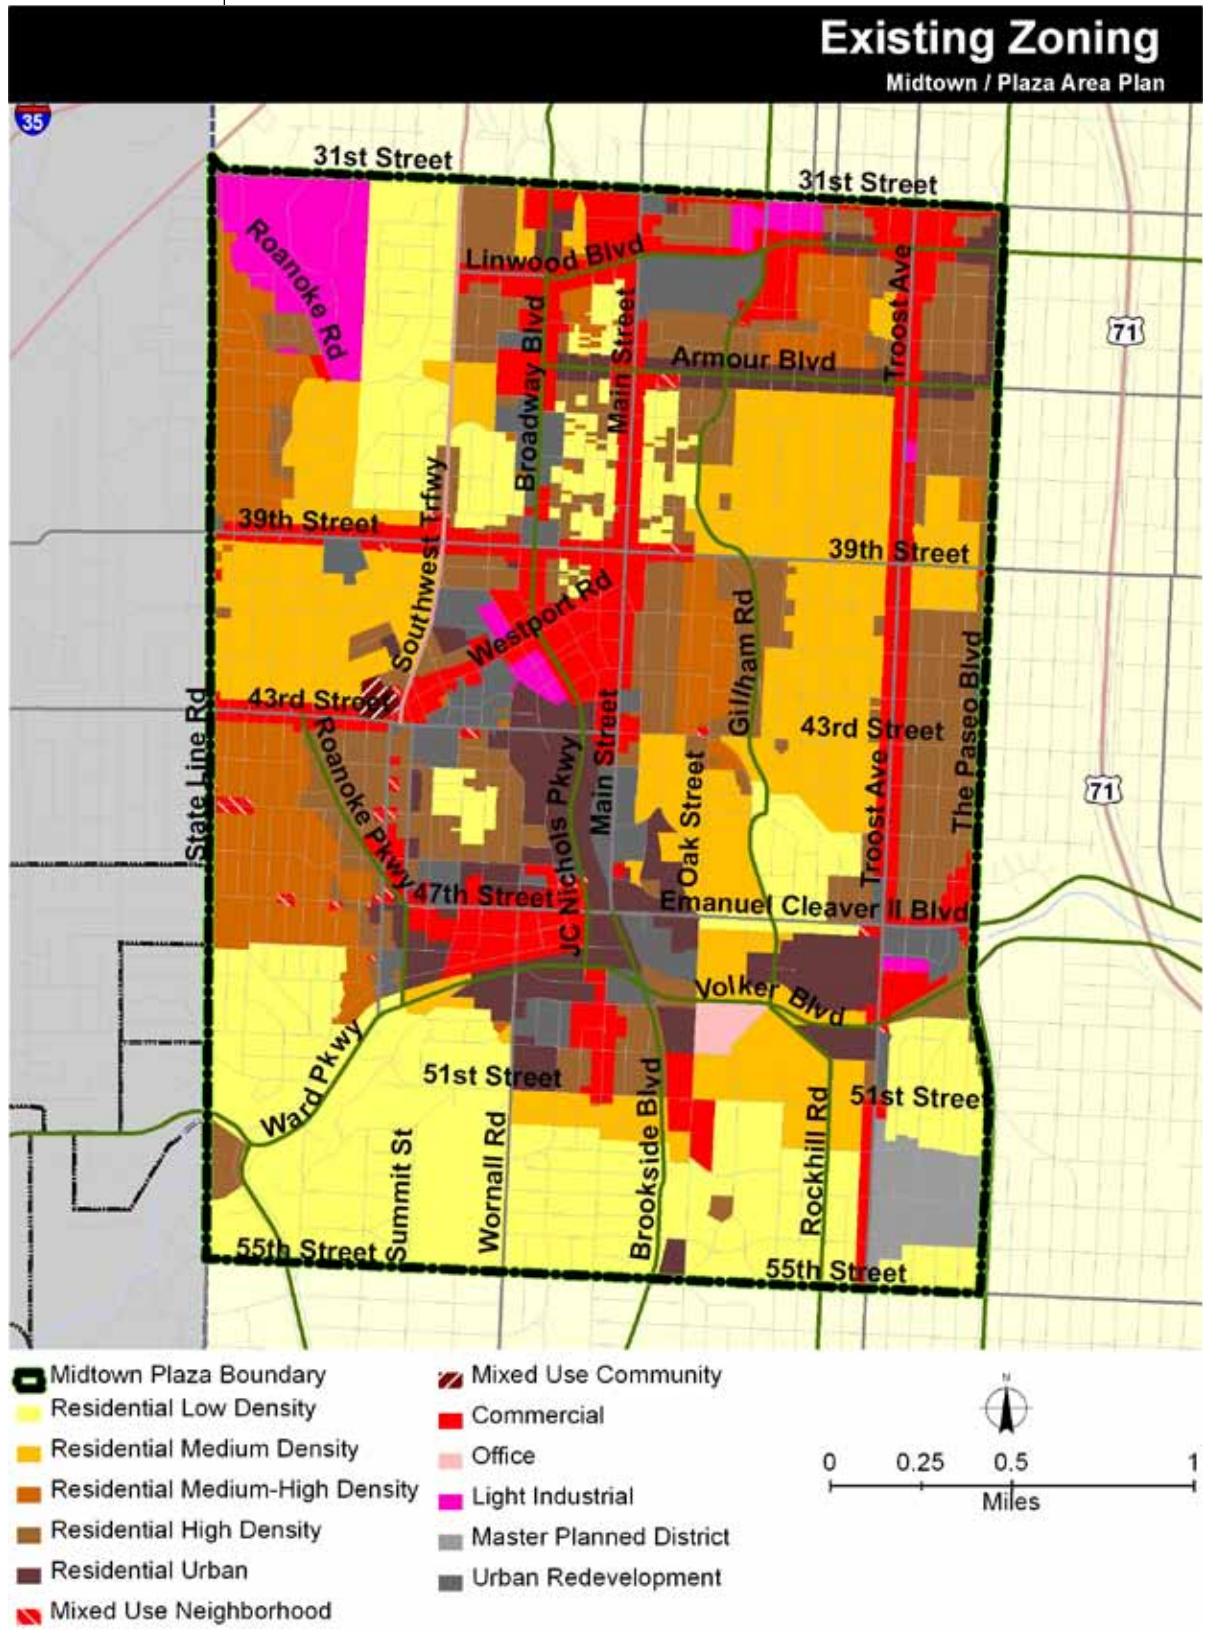 Existing Zoning
Midtown / Plaza Area Plan
35
31st Street
31st Street
Roanoke Rd
Linwood Blvd
Troost Ave
71
Broadway Blvd
Main Street
Armour Blvd
Southwest Trfwy
39th Street
39th Street
Westport Rd
Gillham Rd
The Paseo Blvd
State Line Rd
43rd Street
43rd Street
Roanoke Pkwy
JC Nichols Pkwy
Main Street
Oak Street
Troost Ave
71
47th Street
E Emanuel Cleaver II Blvd
Volker Blvd
Ward Pkwy
51st Street
51st Street
Summit St
Wornall Rd
Brookside Blvd
Rockhill Rd
55th Street
55th Street
Midtown Plaza Boundary
Residential Low Density
Residential Medium Density
Residential Medium-High Density
Residential High Density
Residential Urban
Mixed Use Neighborhood
Mixed Use Community
Commercial
Office
Light Industrial
Master Planned District
Urban Redevelopment
N
0 0.25 0.5 1
Miles